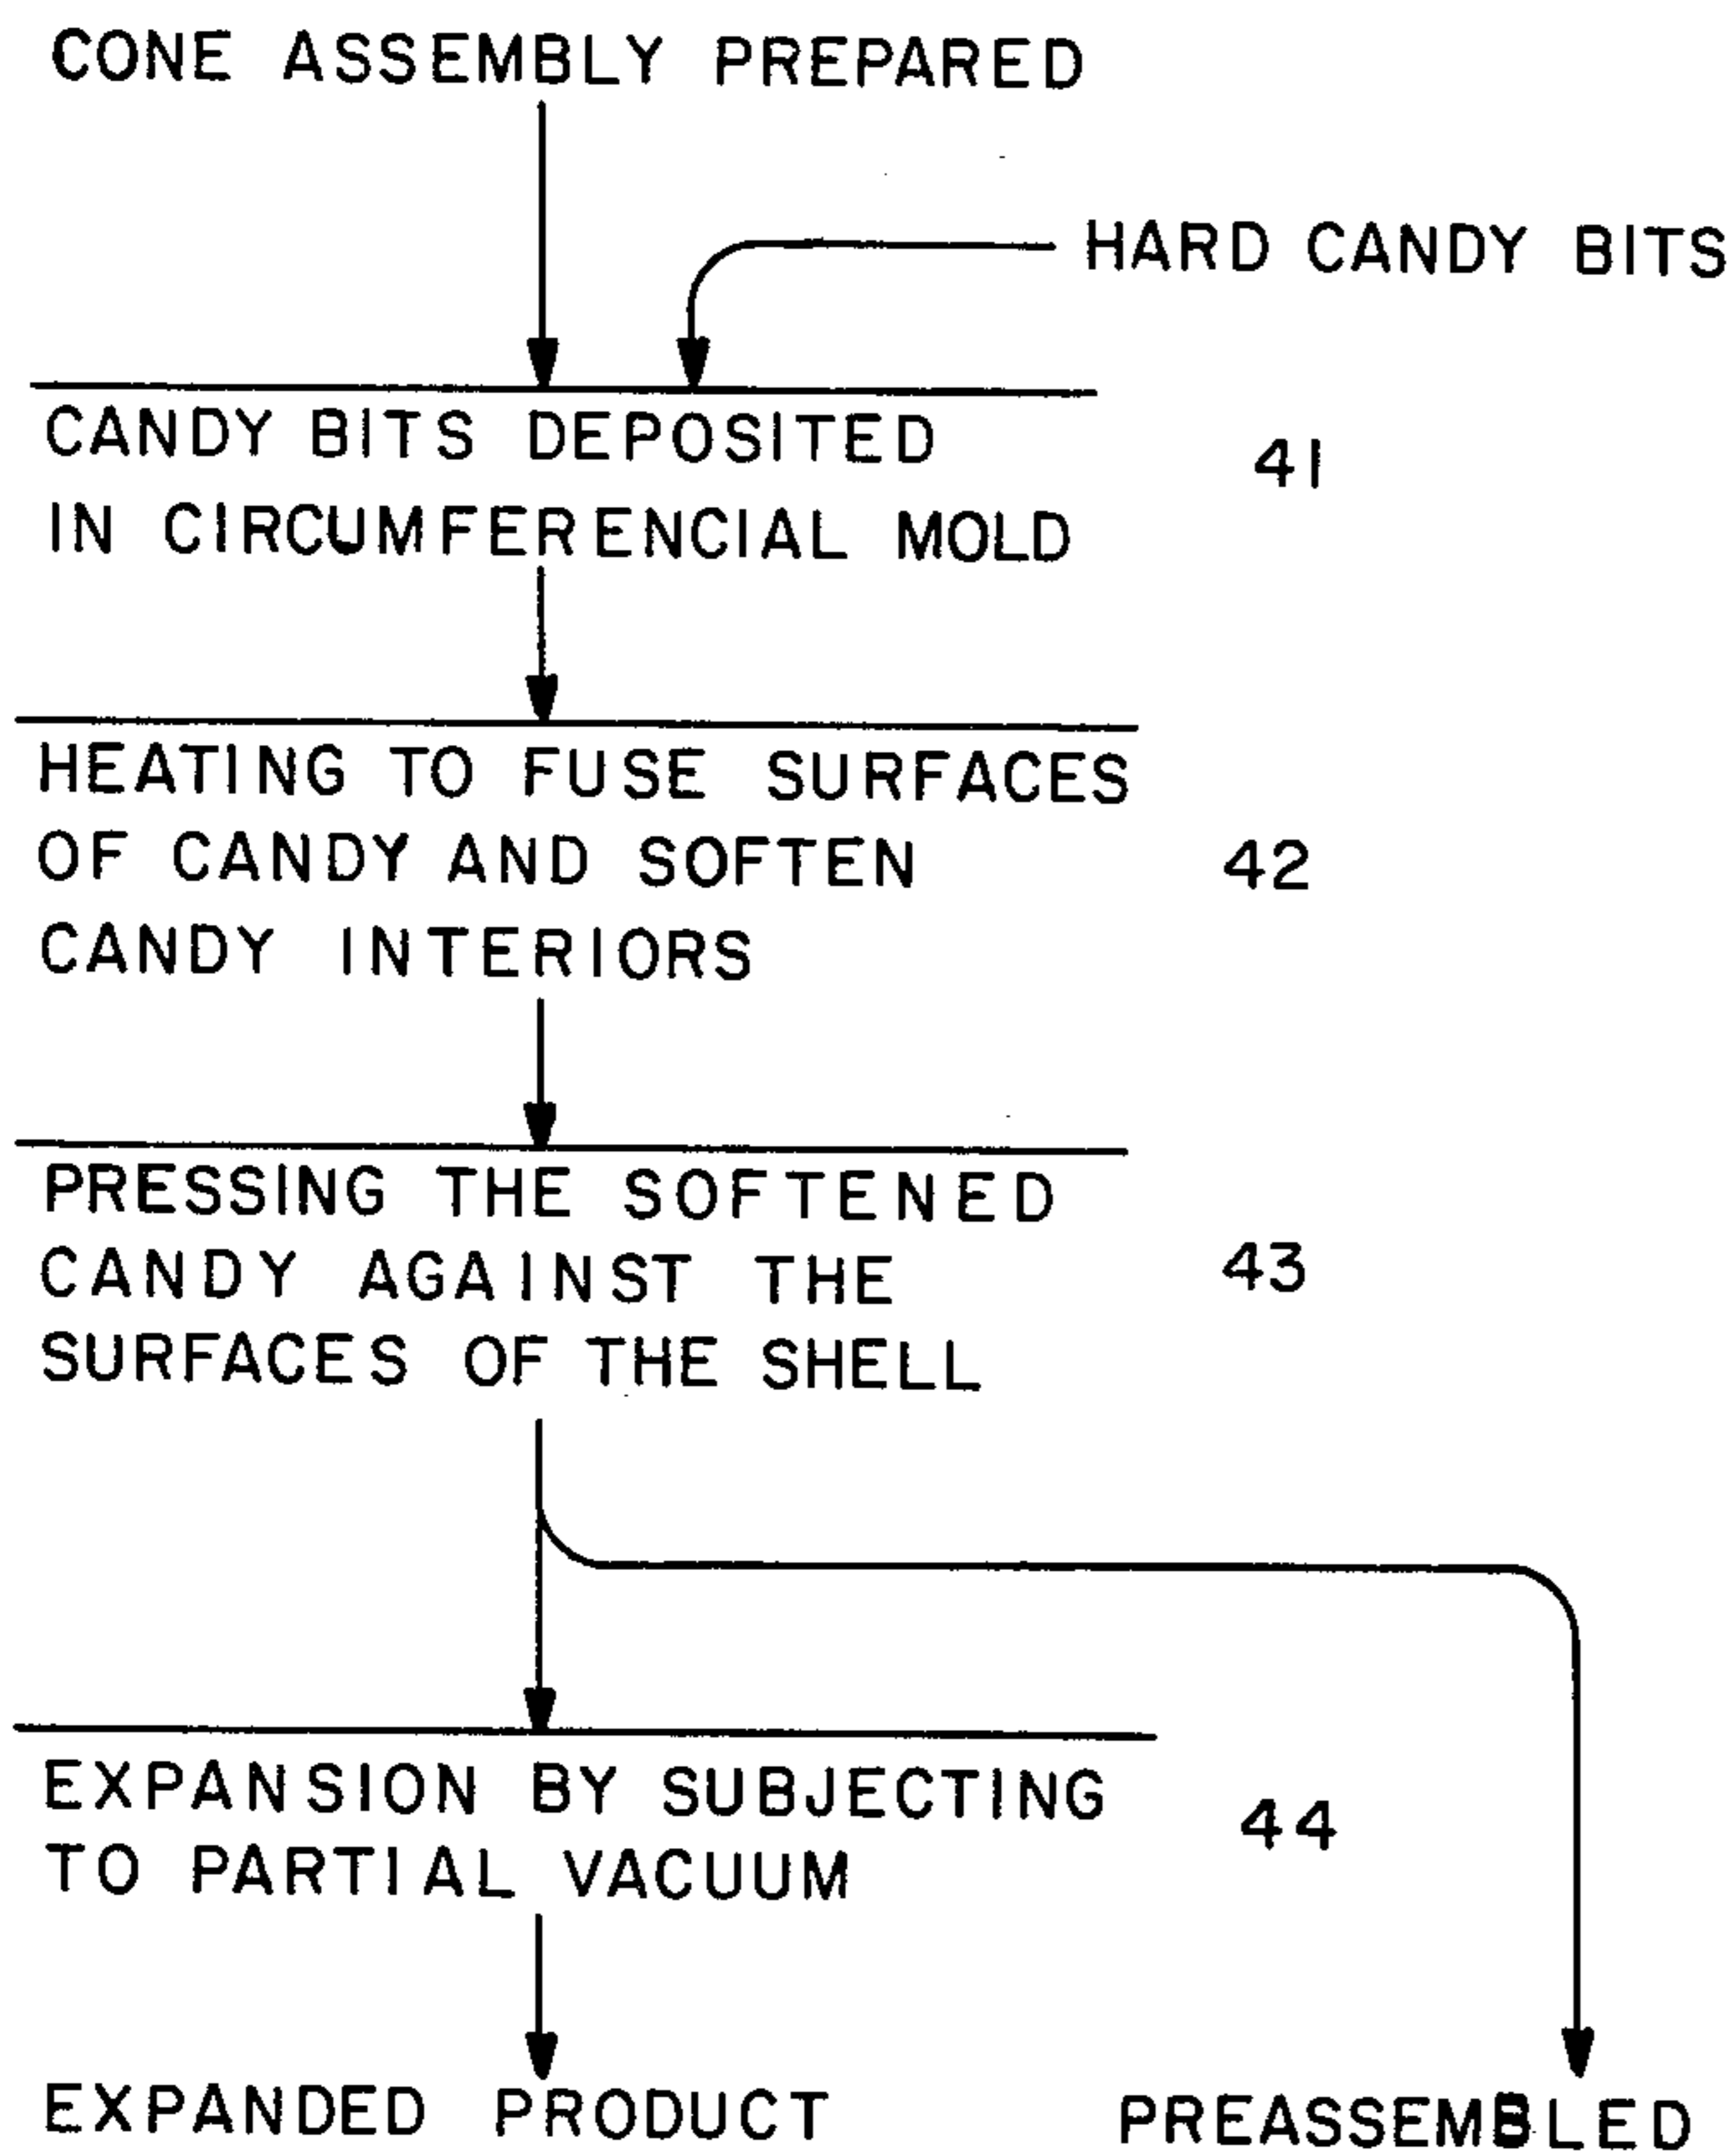 CONE ASSEMBLY PREPARED
HARD CANDY BITS
CANDY BITS DEPOSITED
IN CIRCUMFERENCIAL MOLD
41
HEATING TO FUSE SURFACES
OF CANDY AND SOFTEN
CANDY INTERIORS
42
PRESSING THE SOFTENED
CANDY AGAINST THE
SURFACES OF THE SHELL
43
EXPANSION BY SUBJECTING
TO PARTIAL VACUUM
44
EXPANDED PRODUCT
PREASSEMBLED